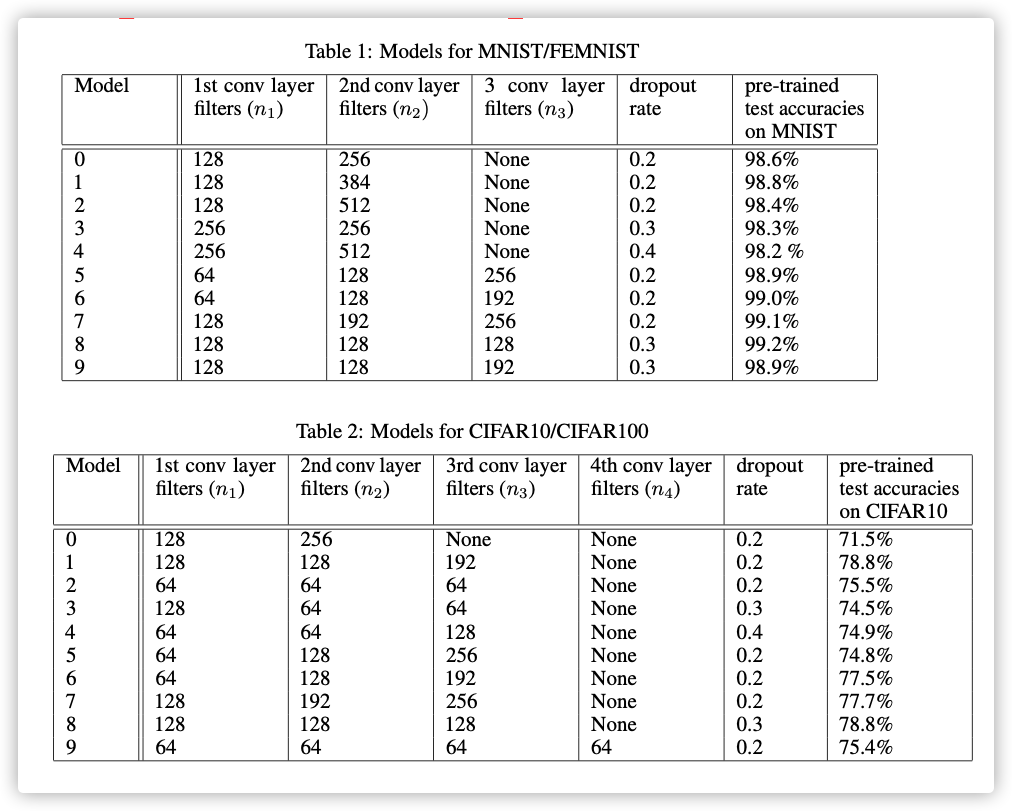 Table 1: Models for MNIST/FEMNIST
Model 1st conv layer 2nd conv layer 3 conv layer dropout pre-trained
filters (n₁) filters (n₂) filters (n₃) rate test accuracies
on MNIST
0 128 256 None 0.2 98.6%
1 128 384 None 0.2 98.8%
2 128 512 None 0.2 98.4%
3 256 256 None 0.3 98.3%
4 256 512 None 0.4 98.2 %
5 64 128 256 0.2 98.9%
6 64 128 192 0.2 99.0%
7 128 192 256 0.2 99.1%
8 128 128 128 0.3 99.2%
9 128 128 192 0.3 98.9%
Table 2: Models for CIFAR10/CIFAR100
Model 1st conv layer 2nd conv layer 3rd conv layer 4th conv layer dropout pre-trained
filters (n₁) filters (n₂) filters (n₃) filters (n₄) rate test accuracies
on CIFAR10
0 128 256 None None 0.2 71.5%
1 128 128 192 None 0.2 78.8%
2 64 64 64 None 0.2 75.5%
3 128 64 64 None 0.3 74.5%
4 64 64 128 None 0.4 74.9%
5 64 128 256 None 0.2 74.8%
6 64 128 192 None 0.2 77.5%
7 128 192 256 None 0.2 77.7%
8 128 128 128 None 0.3 78.8%
9 64 64 64 64 0.2 75.4%